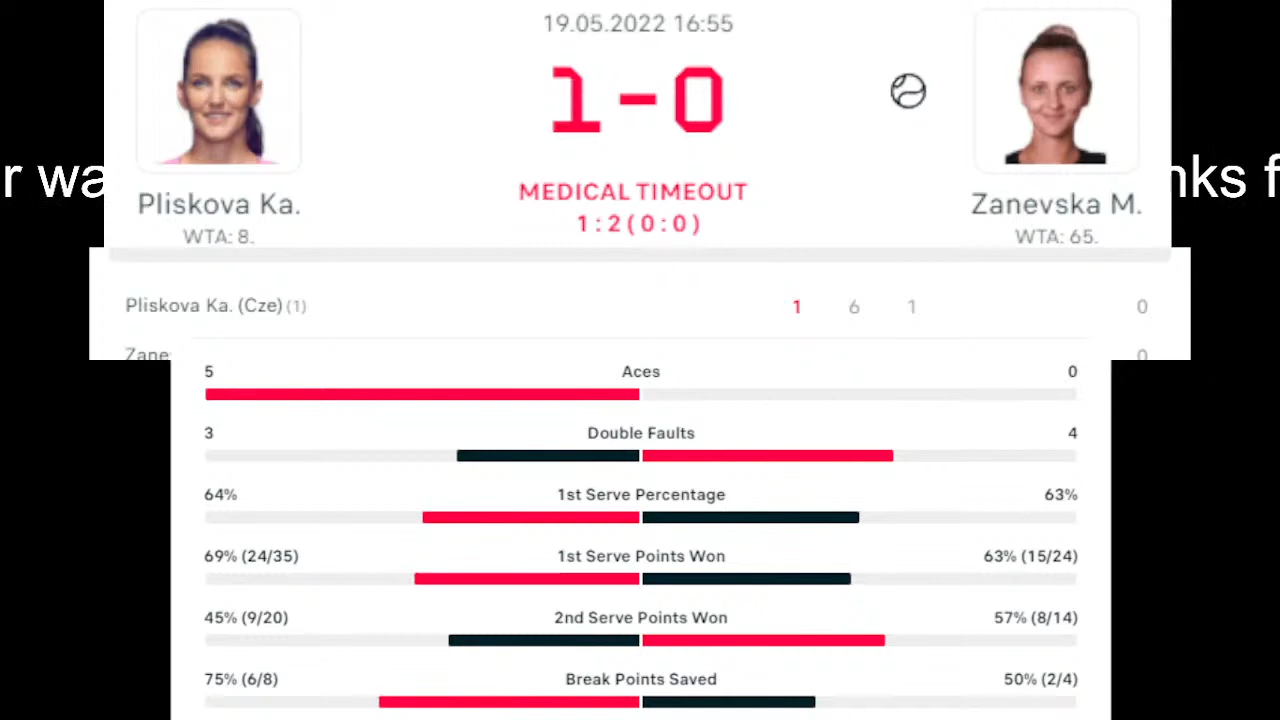 19.05.2022 16:55
1-0
r wa
nks f
MEDICAL TIMEOUT
1 : 2 ( 0 : 0 )
Pliskova Ka.
Zanevska M.
WTA: 8.
WTA: 65.
Pliskova Ka. (Cze) (1) 1 6 1 0
Zane 0
5 Aces 0
3 Double Faults 4
64% 1st Serve Percentage 63%
69% (24/35) 1st Serve Points Won 63% (15/24)
45% (9/20) 2nd Serve Points Won 57% (8/14)
75% (6/8) Break Points Saved 50% (2/4)